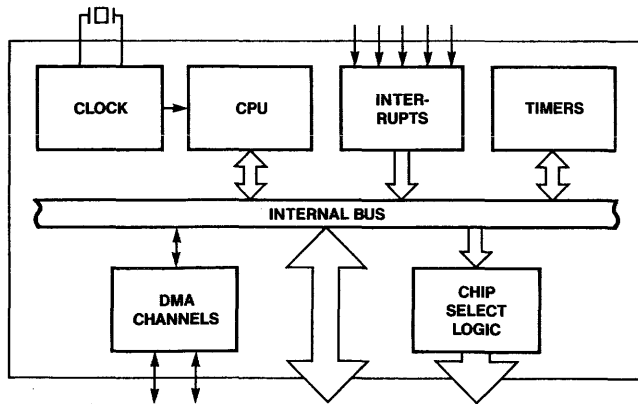 CLOCK
CPU
INTER-
RUPTS
TIMERS
INTERNAL BUS
DMA
CHANNELS
CHIP
SELECT
LOGIC